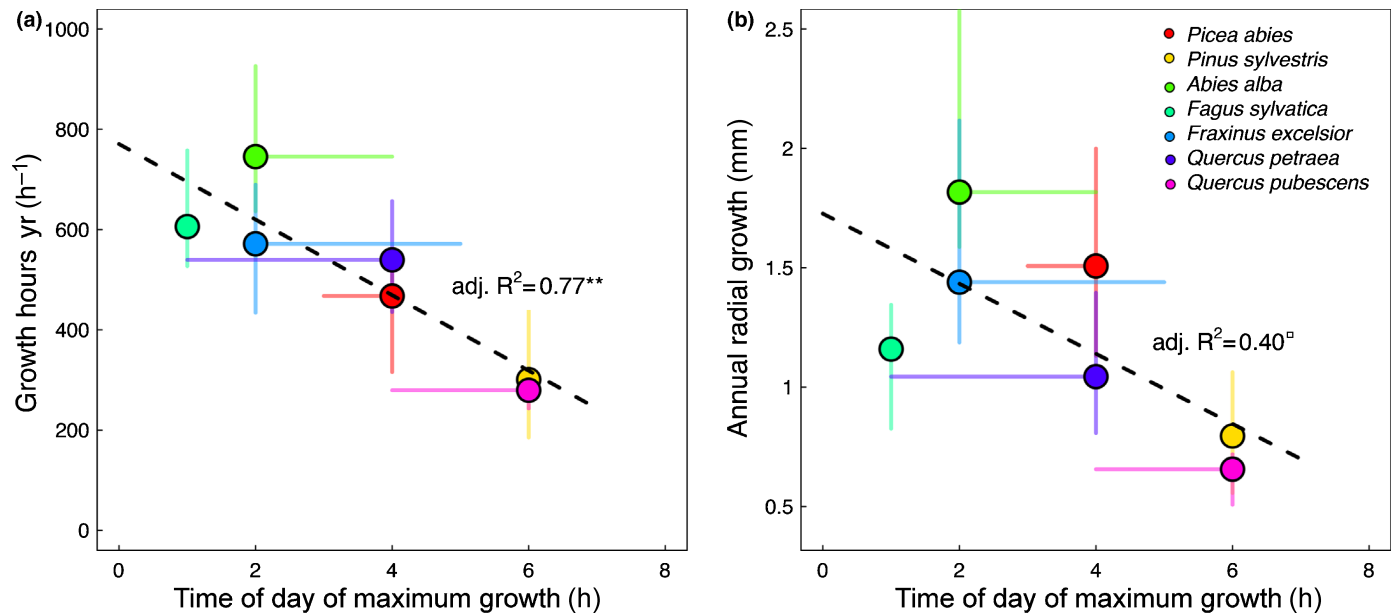 (a)
1000
800
600
400
200
0
Growth hours yr (h⁻¹)
adj. R²=0.77**
0 2 4 6 8
Time of day of maximum growth (h)
(b)
2.5
2
1.5
1
0.5
Annual radial growth (mm)
Picea abies
Pinus sylvestris
Abies alba
Fagus sylvatica
Fraxinus excelsior
Quercus petraea
Quercus pubescens
adj. R²=0.40¤
0 2 4 6 8
Time of day of maximum growth (h)